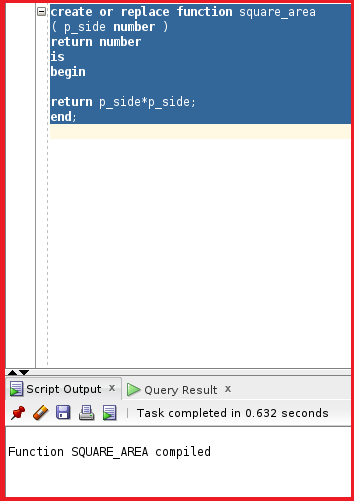 create or replace function square_area
( p_side number )
return number
is
begin
return p_side*p_side;
end;
Script Output x Query Result x
Task completed in 0.632 seconds
Function SQUARE_AREA compiled